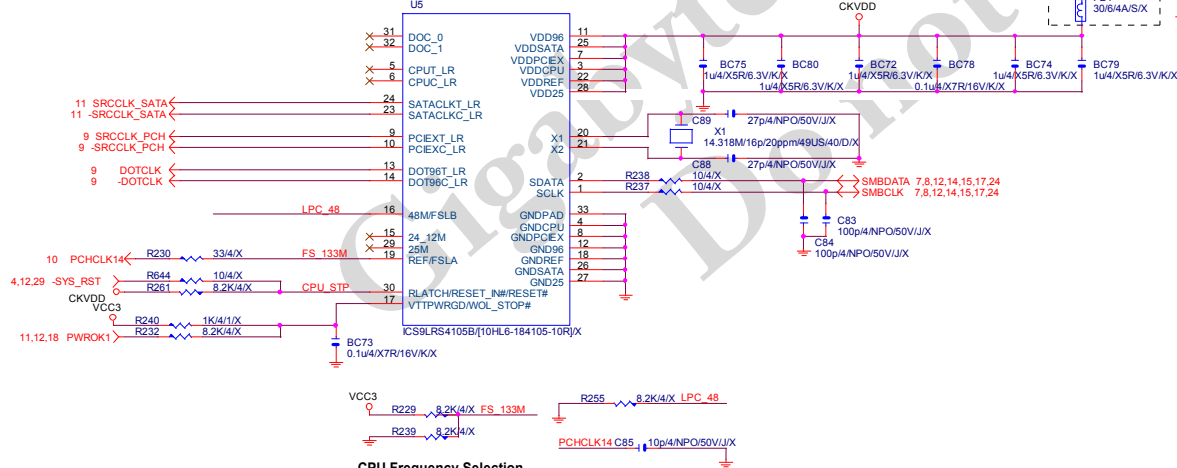 U5
CKVDD
30/6/4A/S/X
31 DOC_0
32 DOC_1
5 CPUT_LR
6 CPUC_LR
11 SRCCLK_SATA 24 SATACLKT_LR
11 -SRCCLK_SATA 23 SATACLKC_LR
9 SRCCLK_PCH 9 PCIEXT_LR
9 -SRCCLK_PCH 10 PCIEXC_LR
9 DOTCLK 13 DOT96T_LR
9 -DOTCLK 14 DOT96C_LR
LPC_48 16 48M/FSLB
15 24_12M
29 25M
10 PCHCLK14 R230 33/4/X FS_133M 19 REF/FSLA
4,12,29 -SYS_RST R644 10/4/X
CKVDD R261 8.2K/4/X CPU_STP 30 RLATCH/RESET_IN#/RESET#
17 VTTPWRGD/WOL_STOP#
VCC3
R240 1K/4/1/X
11,12,18 PWROK1 R232 8.2K/4/X
BC73
0.1u/4/X7R/16V/K/X
ICS9LRS4105B/[10HL6-184105-10R]/X
VDD96 11
VDDSATA 25
VDDPCIEX 7
VDDCPU 3
VDDREF 22
VDD25 28
BC75
1u/4/X5R/6.3V/K/X
BC80
1u/4/X5R/6.3V/K/X
BC72
1u/4/X5R/6.3V/K/X
BC78
0.1u/4/X7R/16V/K/X
BC74
1u/4/X5R/6.3V/K/X
BC79
1u/4/X5R/6.3V/K/X
X1 20
X2 21
C89 27p/4/NPO/50V/J/X
X1
14.318M/16p/20ppm/49US/40/D/X
C88 27p/4/NPO/50V/J/X
SDATA 2 R238 10/4/X SMBDATA 7,8,12,14,15,17,24
SCLK 1 R237 10/4/X SMBCLK 7,8,12,14,15,17,24
C83
100p/4/NPO/50V/J/X
C84
100p/4/NPO/50V/J/X
GNDPAD 33
GNDCPU 4
GNDPCIEX 8
GND96 12
GNDREF 18
GNDSATA 26
GND25 27
VCC3
R229 8.2K/4/X FS_133M
R239 8.2K/4/X
R255 8.2K/4/X LPC_48
PCHCLK14 C85 10p/4/NPO/50V/J/X
CPU Frequency Selection
Gigabyte
Do not